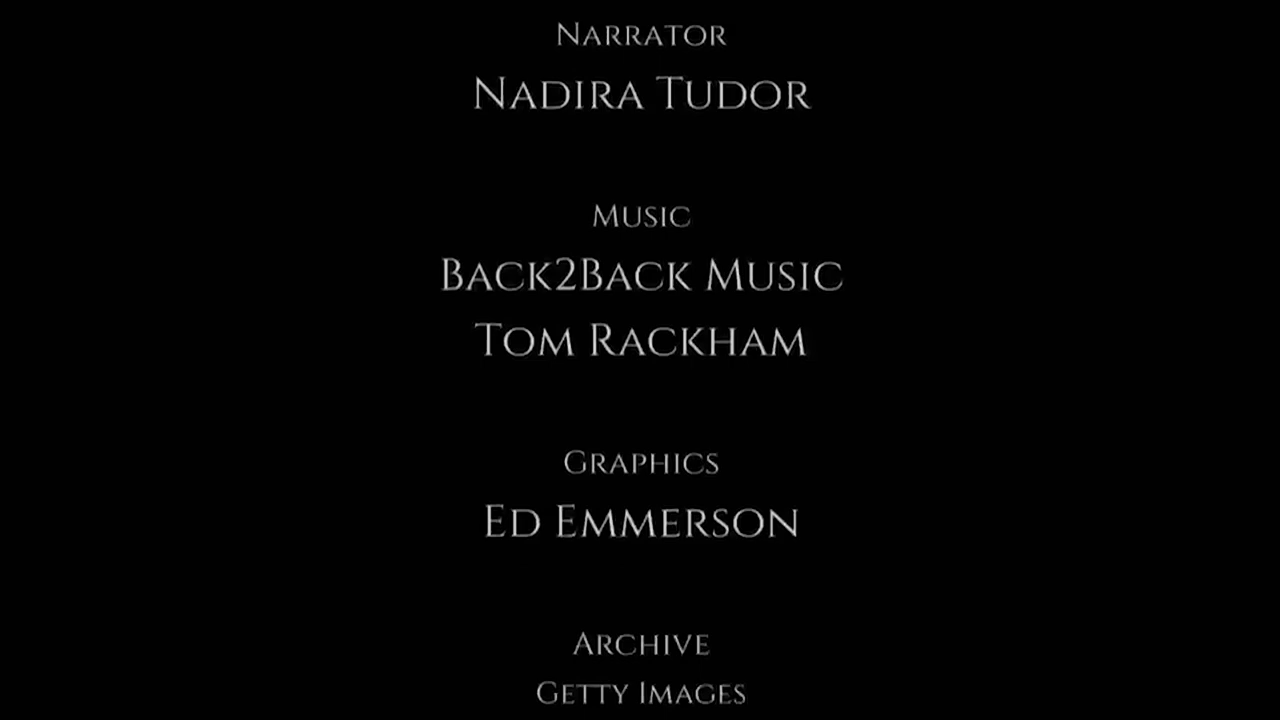 Narrator
Nadira Tudor
Music
Back2Back Music
Tom Rackham
Graphics
Ed Emmerson
Archive
Getty Images